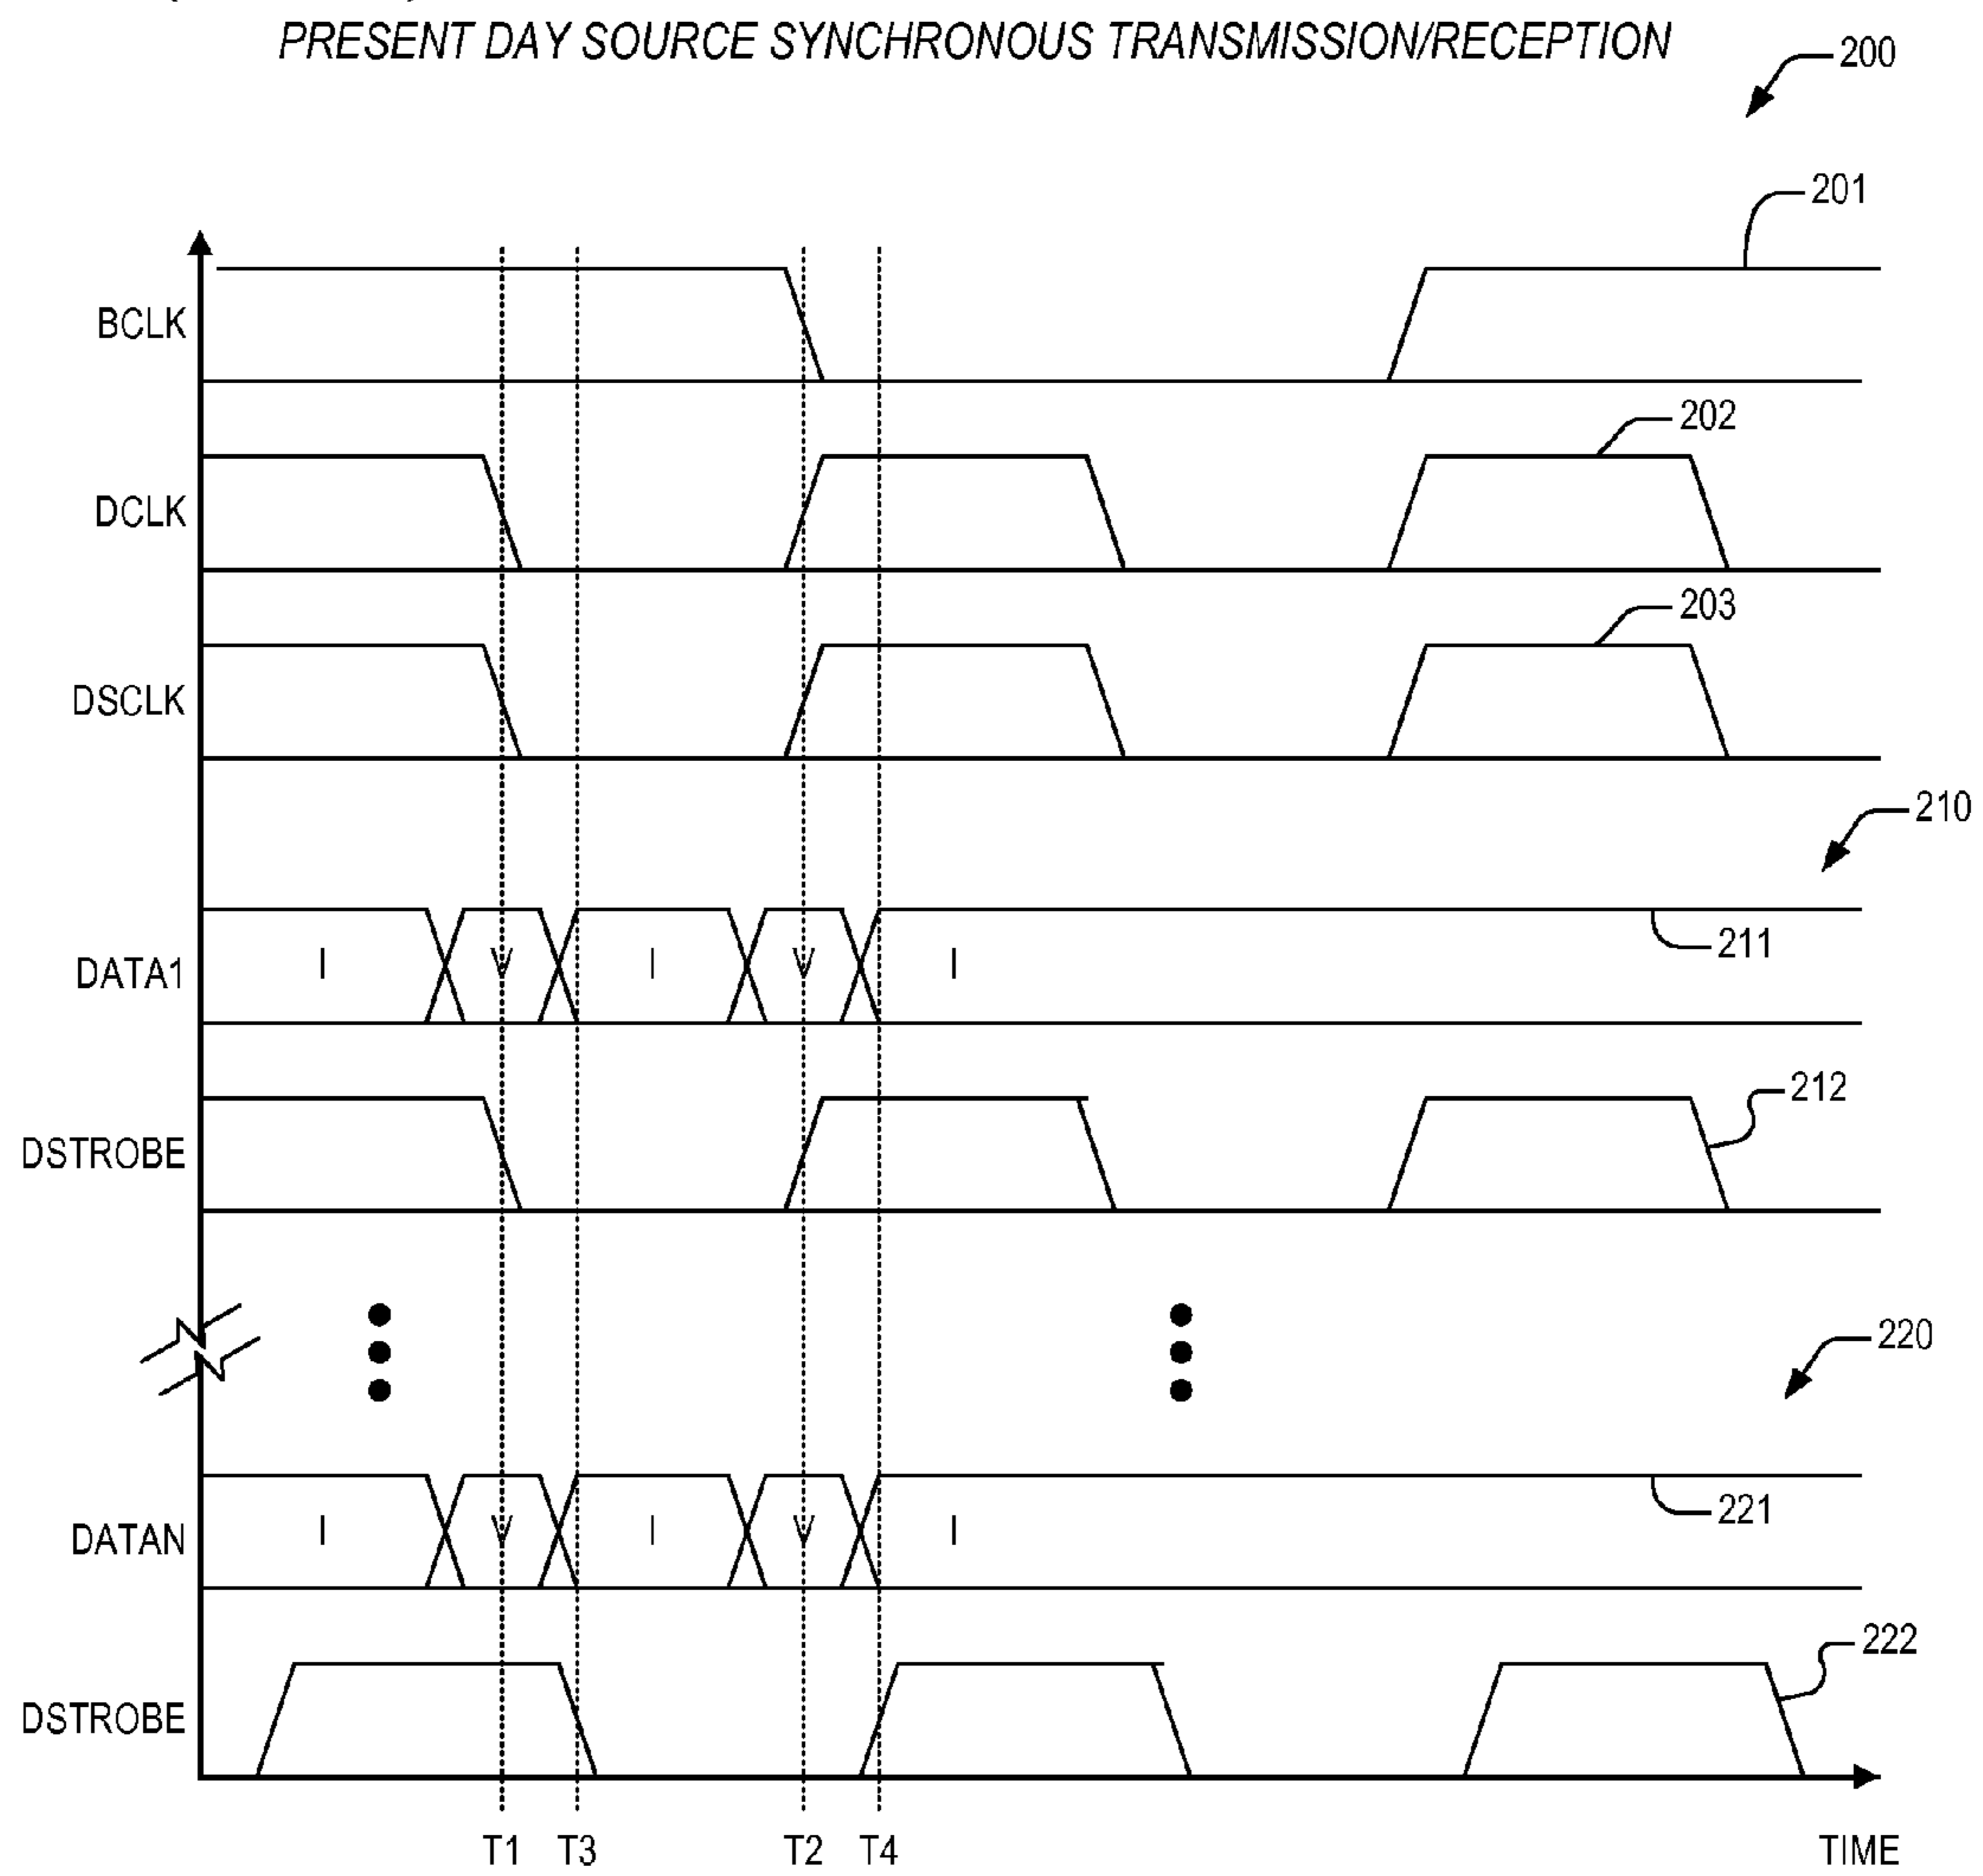 PRESENT DAY SOURCE SYNCHRONOUS TRANSMISSION/RECEPTION
200
201
BCLK
202
DCLK
203
DSCLK
210
DATA1 I V I V I
211
212
DSTROBE
220
DATAN I V I V I
221
222
DSTROBE
T1 T3 T2 T4 TIME